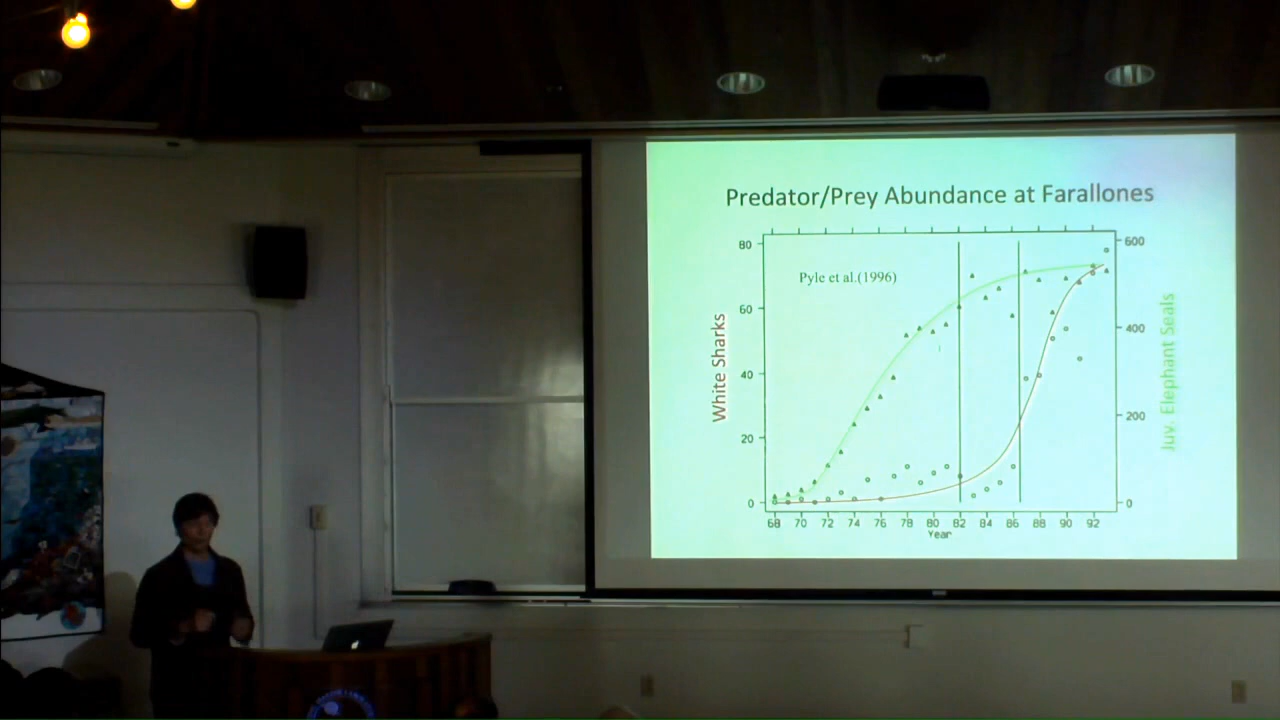 Predator/Prey Abundance at Farallones
Pyle et al.(1996)
White Sharks
80
60
40
20
0
600
400
200
0
Juv. Elephant Seals
68 70 72 74 76 78 80 82 84 86 88 90 92
Year